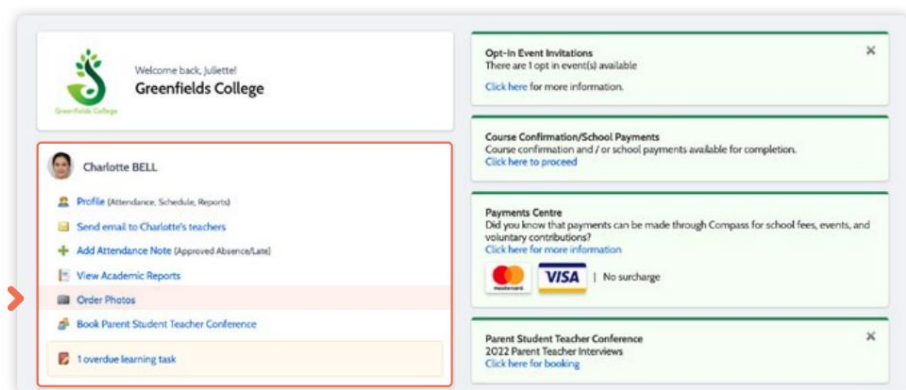 Welcome back, Juliette!
Greenfields College
Green Fields College
Charlotte BELL
Profile (Attendance, Schedule, Reports)
Send email to Charlotte's teachers
Add Attendance Note (Approved Absence/Late)
View Academic Reports
Order Photos
Book Parent Student Teacher Conference
1 overdue learning task
Opt-In Event Invitations
There are 1 opt in event(s) available
Click here for more information.
Course Confirmation/School Payments
Course confirmation and / or school payments available for completion.
Click here to proceed
Payments Centre
Did you know that payments can be made through Compass for school fees, events, and
voluntary contributions?
Click here for more information
mastercard VISA | No surcharge
Parent Student Teacher Conference
2022 Parent Teacher Interviews
Click here for booking